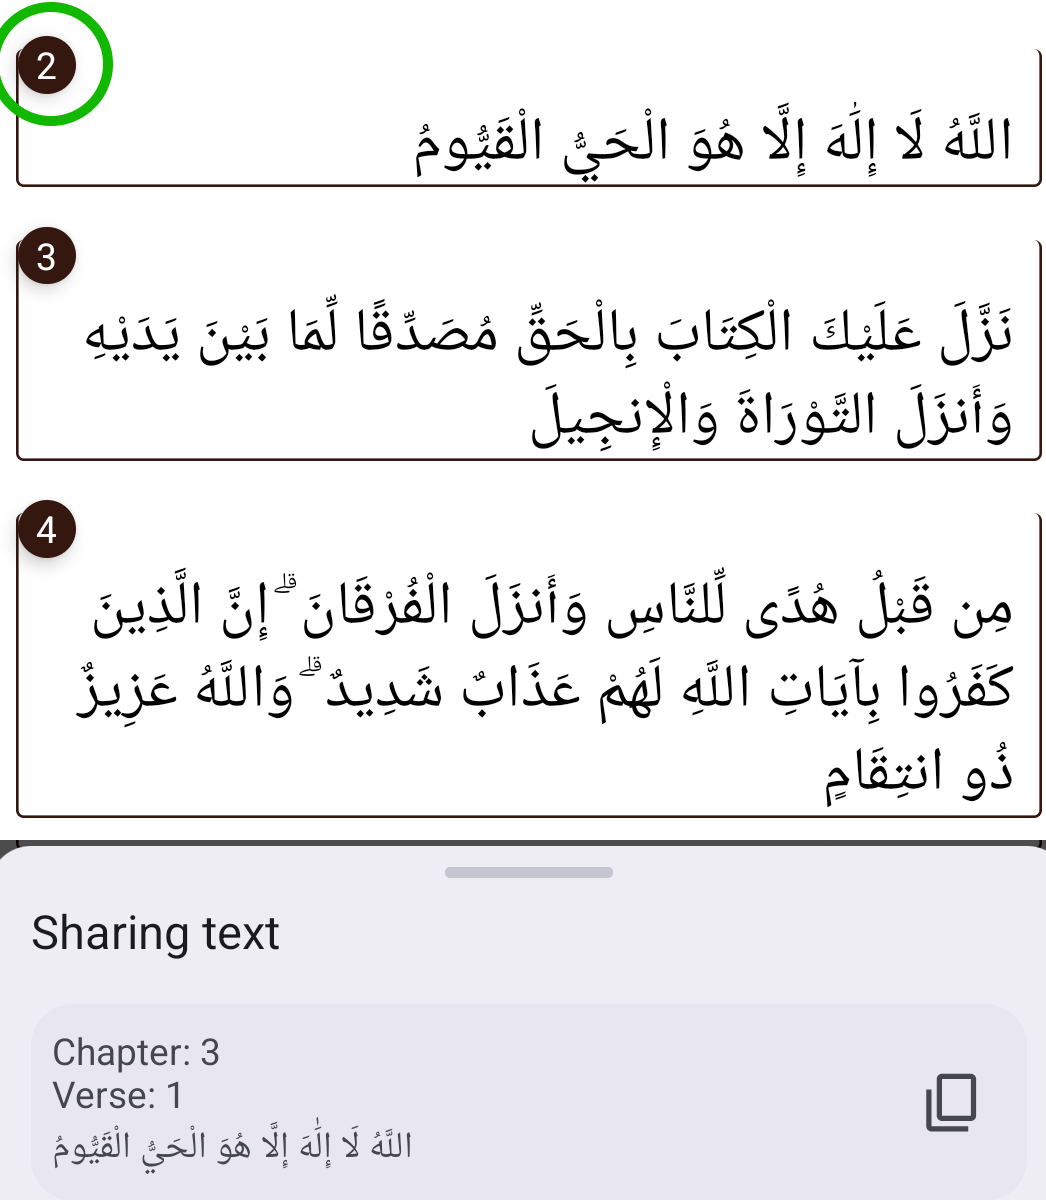 2
اللَّهُ لَا إِلَٰهَ إِلَّا هُوَ الْحَيُّ الْقَيُّومُ
3
نَزَّلَ عَلَيْكَ الْكِتَابَ بِالْحَقِّ مُصَدِّقًا لِّمَا بَيْنَ يَدَيْهِ
وَأَنزَلَ التَّوْرَاةَ وَالْإِنجِيلَ
4
مِن قَبْلُ هُدًى لِّلنَّاسِ وَأَنزَلَ الْفُرْقَانَ ۗ إِنَّ الَّذِينَ
كَفَرُوا بِآيَاتِ اللَّهِ لَهُمْ عَذَابٌ شَدِيدٌ ۗ وَاللَّهُ عَزِيزٌ
ذُو انتِقَامٍ
Sharing text
Chapter: 3
Verse: 1
اللَّهُ لَا إِلَٰهَ إِلَّا هُوَ الْحَيُّ الْقَيُّومُ